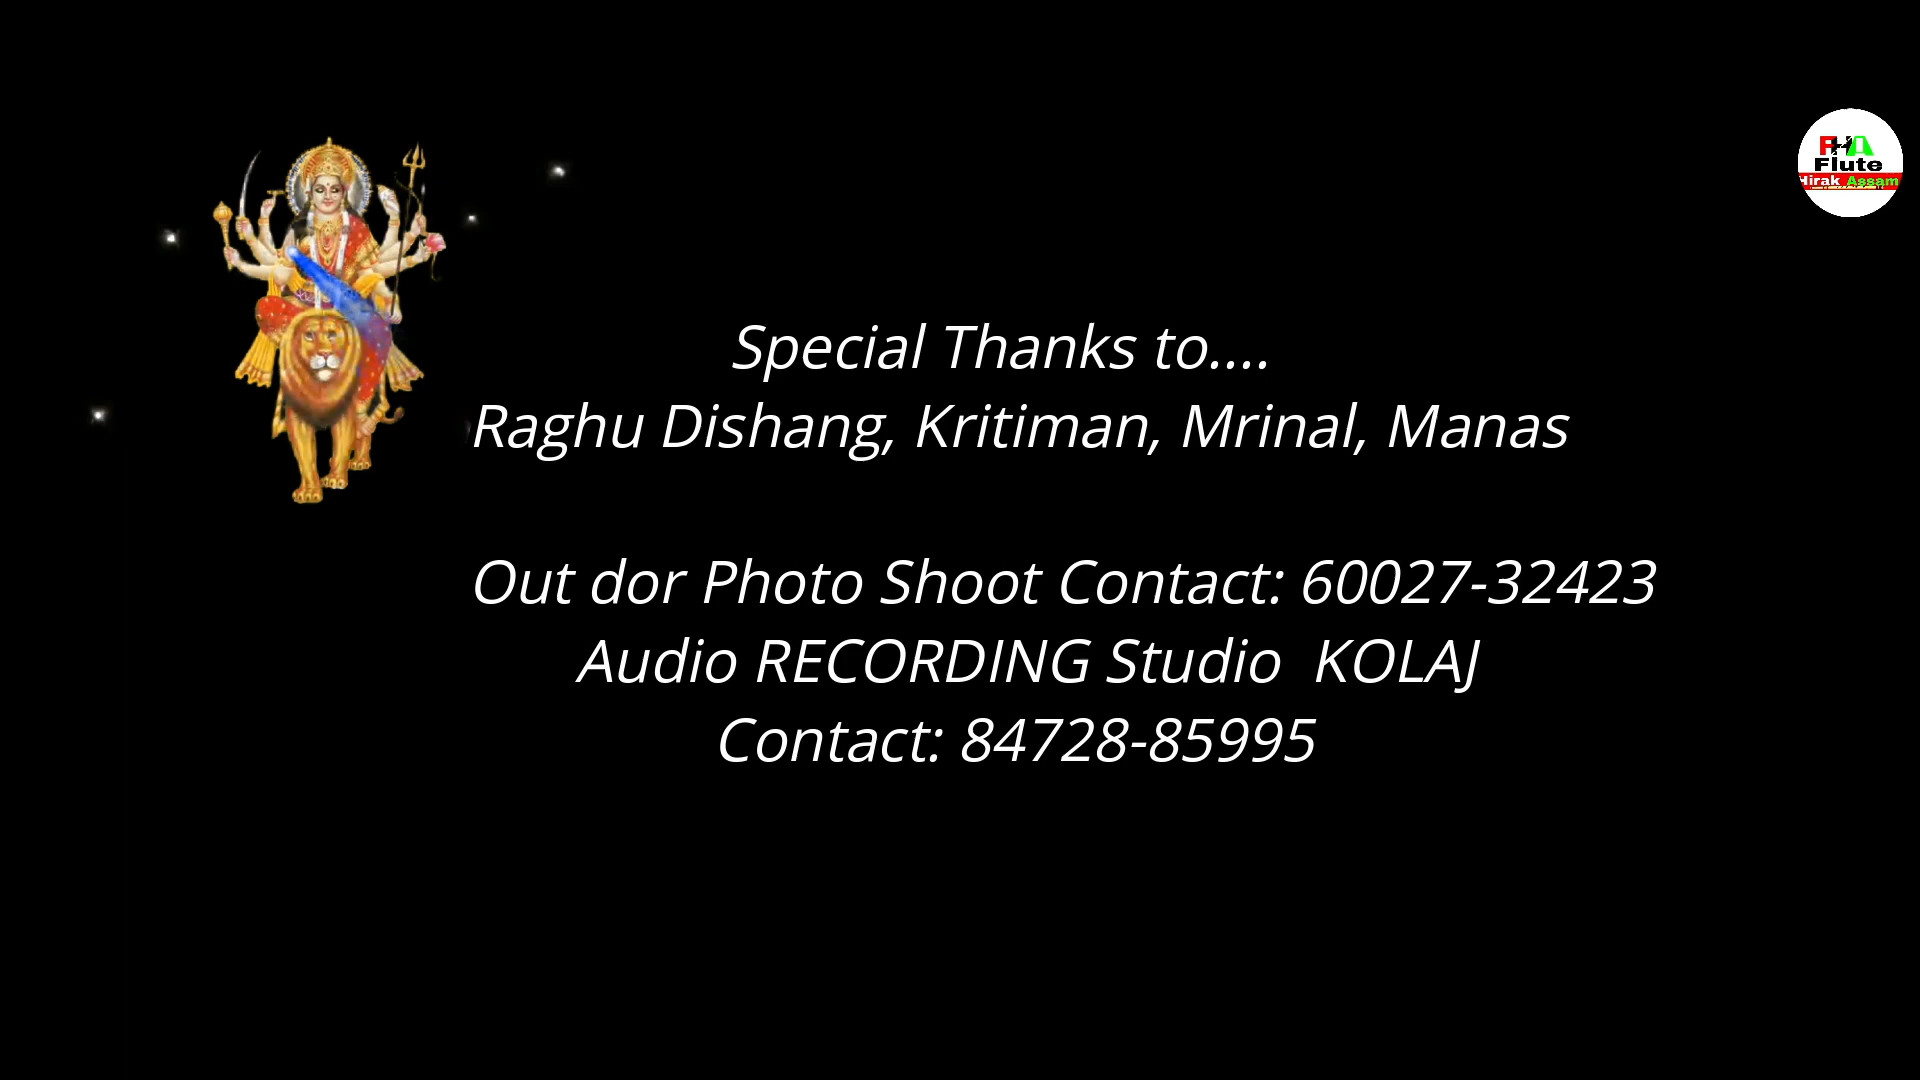 FHA
Flute
Hirak Assam
Special Thanks to....
Raghu Dishang, Kritiman, Mrinal, Manas
Out dor Photo Shoot Contact: 60027-32423
Audio RECORDING Studio KOLAJ
Contact: 84728-85995